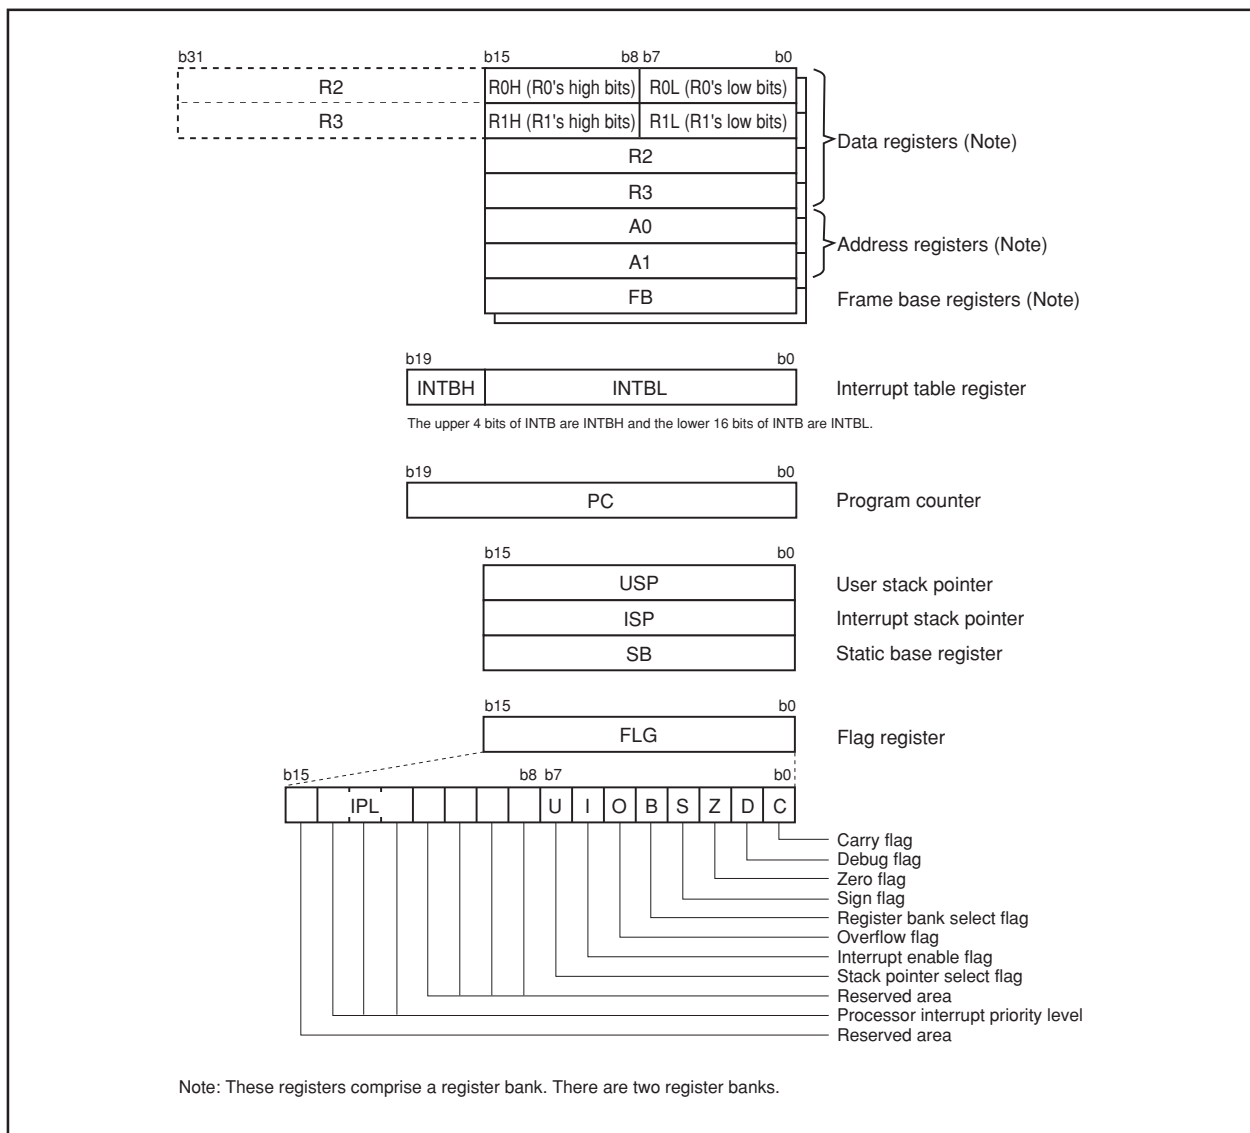 b31 b15 b8 b7 b0
R2 R0H (R0's high bits) R0L (R0's low bits)
R3 R1H (R1's high bits) R1L (R1's low bits)
Data registers (Note)
R2
R3
A0
Address registers (Note)
A1
FB Frame base registers (Note)
b19 b0
INTBH INTBL Interrupt table register
The upper 4 bits of INTB are INTBH and the lower 16 bits of INTB are INTBL.
b19 b0
PC Program counter
b15 b0
USP User stack pointer
ISP Interrupt stack pointer
SB Static base register
b15 b0
FLG Flag register
b15 b8 b7 b0
IPL U I O B S Z D C
Carry flag
Debug flag
Zero flag
Sign flag
Register bank select flag
Overflow flag
Interrupt enable flag
Stack pointer select flag
Reserved area
Processor interrupt priority level
Reserved area
Note: These registers comprise a register bank. There are two register banks.